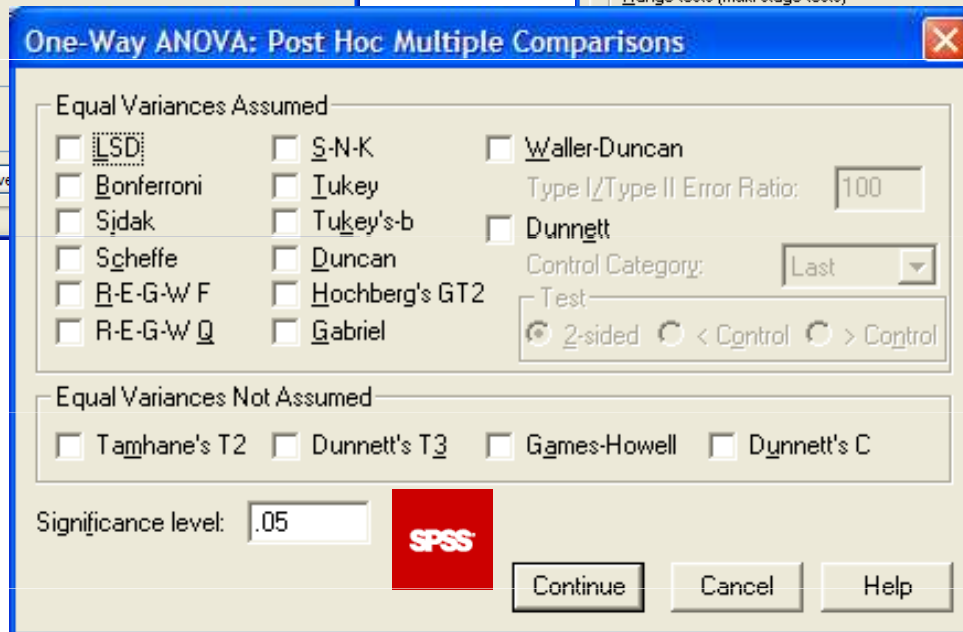 One-Way ANOVA: Post Hoc Multiple Comparisons
Equal Variances Assumed
LSD
Bonferroni
Sidak
Scheffe
R-E-G-W F
R-E-G-W Q
S-N-K
Tukey
Tukey's-b
Duncan
Hochberg's GT2
Gabriel
Waller-Duncan
Type I/Type II Error Ratio: 100
Dunnett
Control Category: Last
Test
2-sided < Control > Control
Equal Variances Not Assumed
Tamhane's T2 Dunnett's T3 Games-Howell Dunnett's C
Significance level: .05
SPSS
Continue Cancel Help